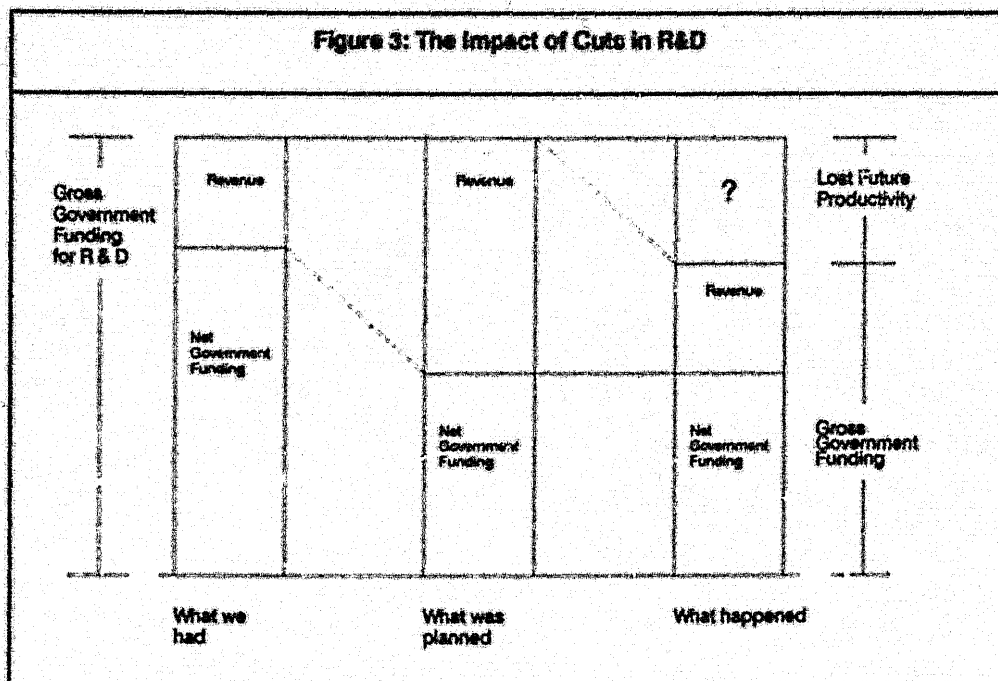 Figure 3: The Impact of Cuts in R&D
Gross
Government
Funding
for R & D
Revenue
Net
Government
Funding
Revenue
Net
Government
Funding
?
Revenue
Net
Government
Funding
Lost Future
Productivity
Gross
Government
Funding
What we
had
What was
planned
What happened